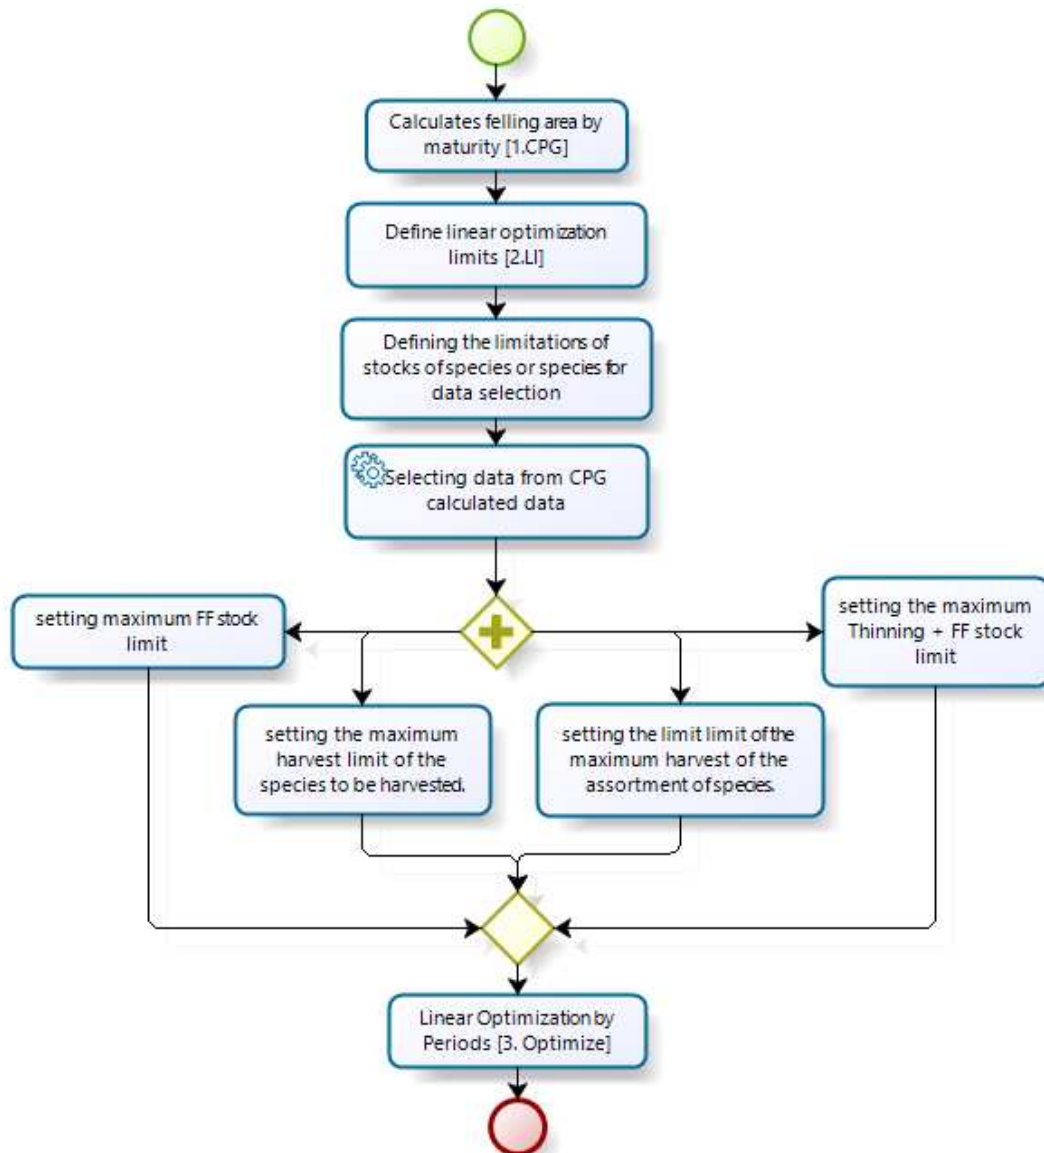 Calculates felling area by
maturity [1.CPG]
Define linear optimization
limits [2.LI]
Defining the limitations of
stocks of species or species for
data selection
Selecting data from CPG
calculated data
setting maximum FF stock
limit
setting the maximum
Thinning + FF stock
limit
setting the maximum
harvest limit of the
species to be harvested.
setting the limit limit of the
maximum harvest of the
assortment of species.
Linear Optimization by
Periods [3. Optimize]